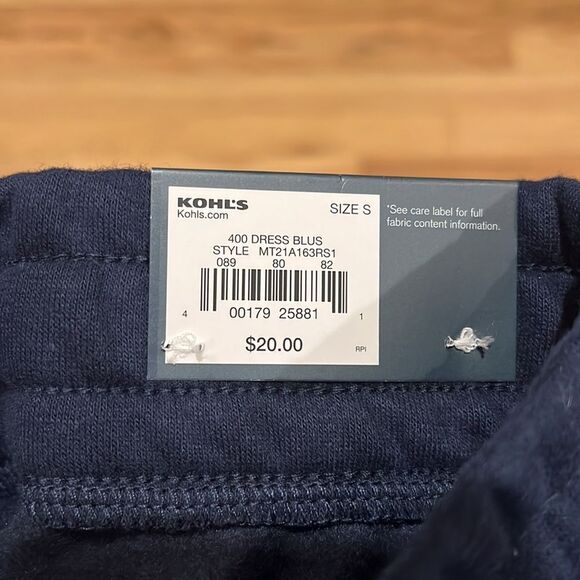 KOHL'S
Kohls.com
SIZE S
400 DRESS BLUS
STYLE MT21A163RS1
089 80 82
4 00179 25881 1
$20.00
RPI
*See care label for full
fabric content information.